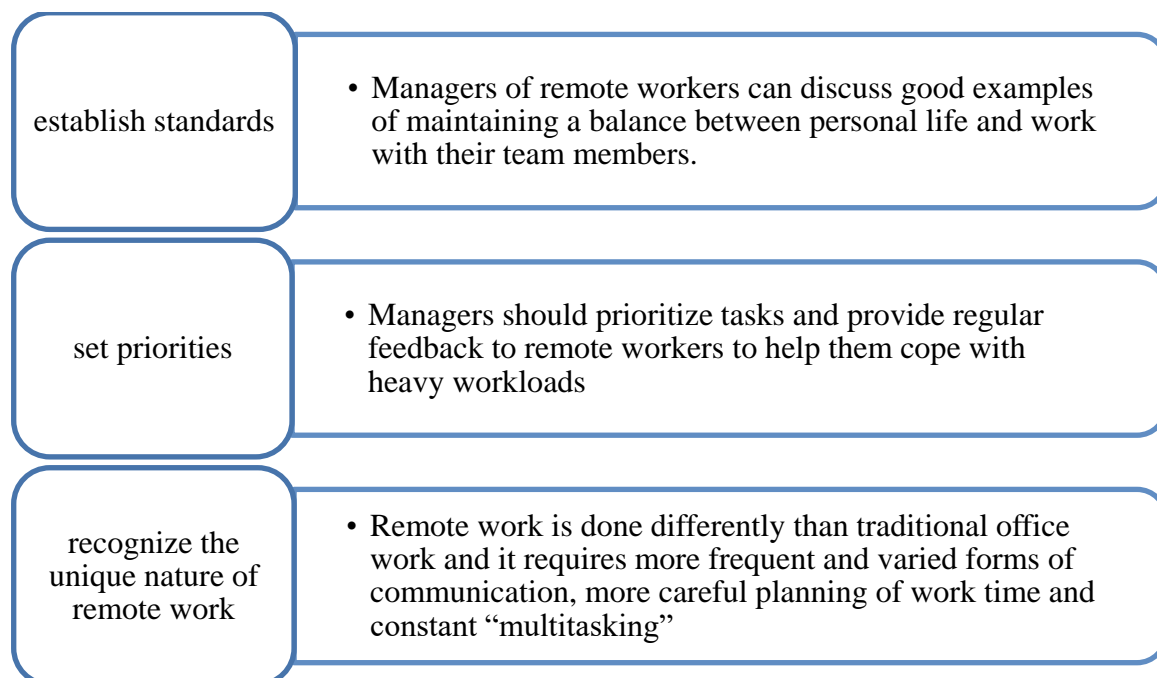 establish standards
• Managers of remote workers can discuss good examples
of maintaining a balance between personal life and work
with their team members.
set priorities
• Managers should prioritize tasks and provide regular
feedback to remote workers to help them cope with
heavy workloads
recognize the
unique nature of
remote work
• Remote work is done differently than traditional office
work and it requires more frequent and varied forms of
communication, more careful planning of work time and
constant “multitasking”